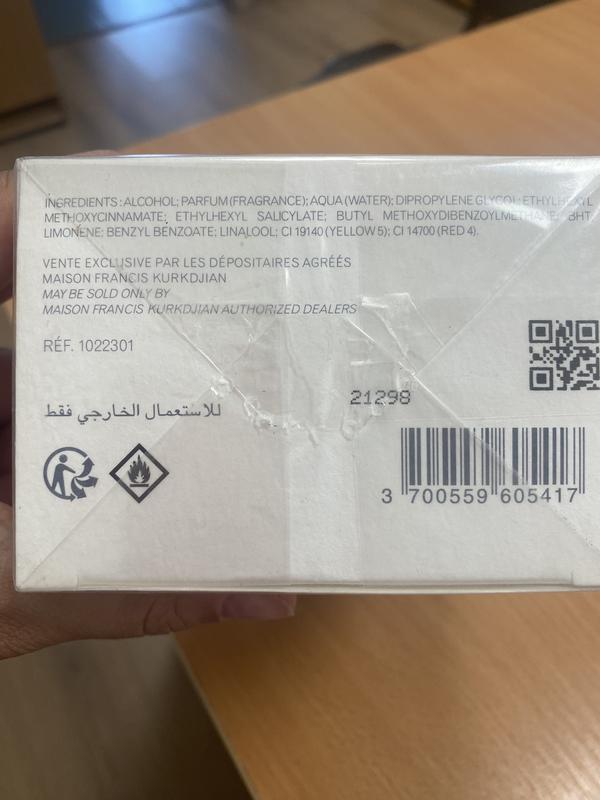 INGREDIENTS : ALCOHOL; PARFUM (FRAGRANCE); AQUA (WATER); DIPROPYLENE GLYCOL; ETHYLHEXYL
METHOXYCINNAMATE; ETHYLHEXYL SALICYLATE; BUTYL METHOXYDIBENZOYLMETHANE; BHT
LIMONENE; BENZYL BENZOATE; LINALOOL; CI 19140 (YELLOW 5); CI 14700 (RED 4).
VENTE EXCLUSIVE PAR LES DÉPOSITAIRES AGRÉÉS
MAISON FRANCIS KURKDJIAN
MAY BE SOLD ONLY BY
MAISON FRANCIS KURKDJIAN AUTHORIZED DEALERS
RÉF. 1022301
21298
للاستعمال الخارجي فقط
3 700559 605417